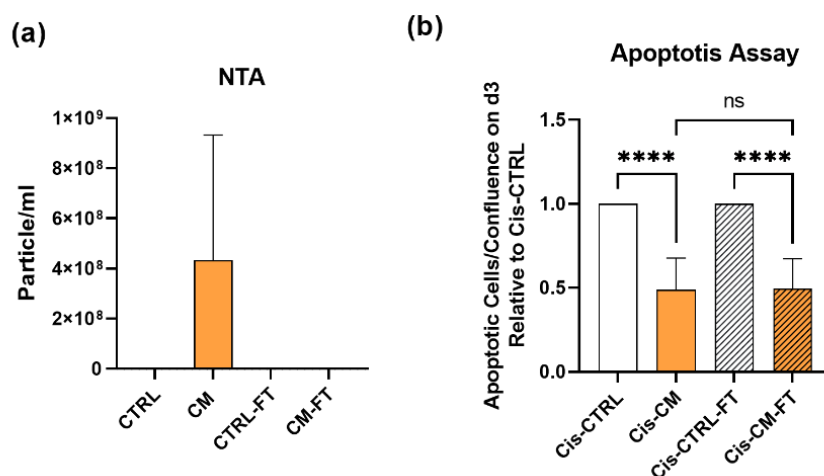 (a)
NTA
Particle/ml
1×10⁹
8×10⁸
6×10⁸
4×10⁸
2×10⁸
0
CTRL
CM
CTRL-FT
CM-FT
(b)
Apoptotis Assay
Apoptotic Cells/Confluence on d3
Relative to Cis-CTRL
1.5
1.0
0.5
0.0
ns
****
****
Cis-CTRL
Cis-CM
Cis-CTRL-FT
Cis-CM-FT